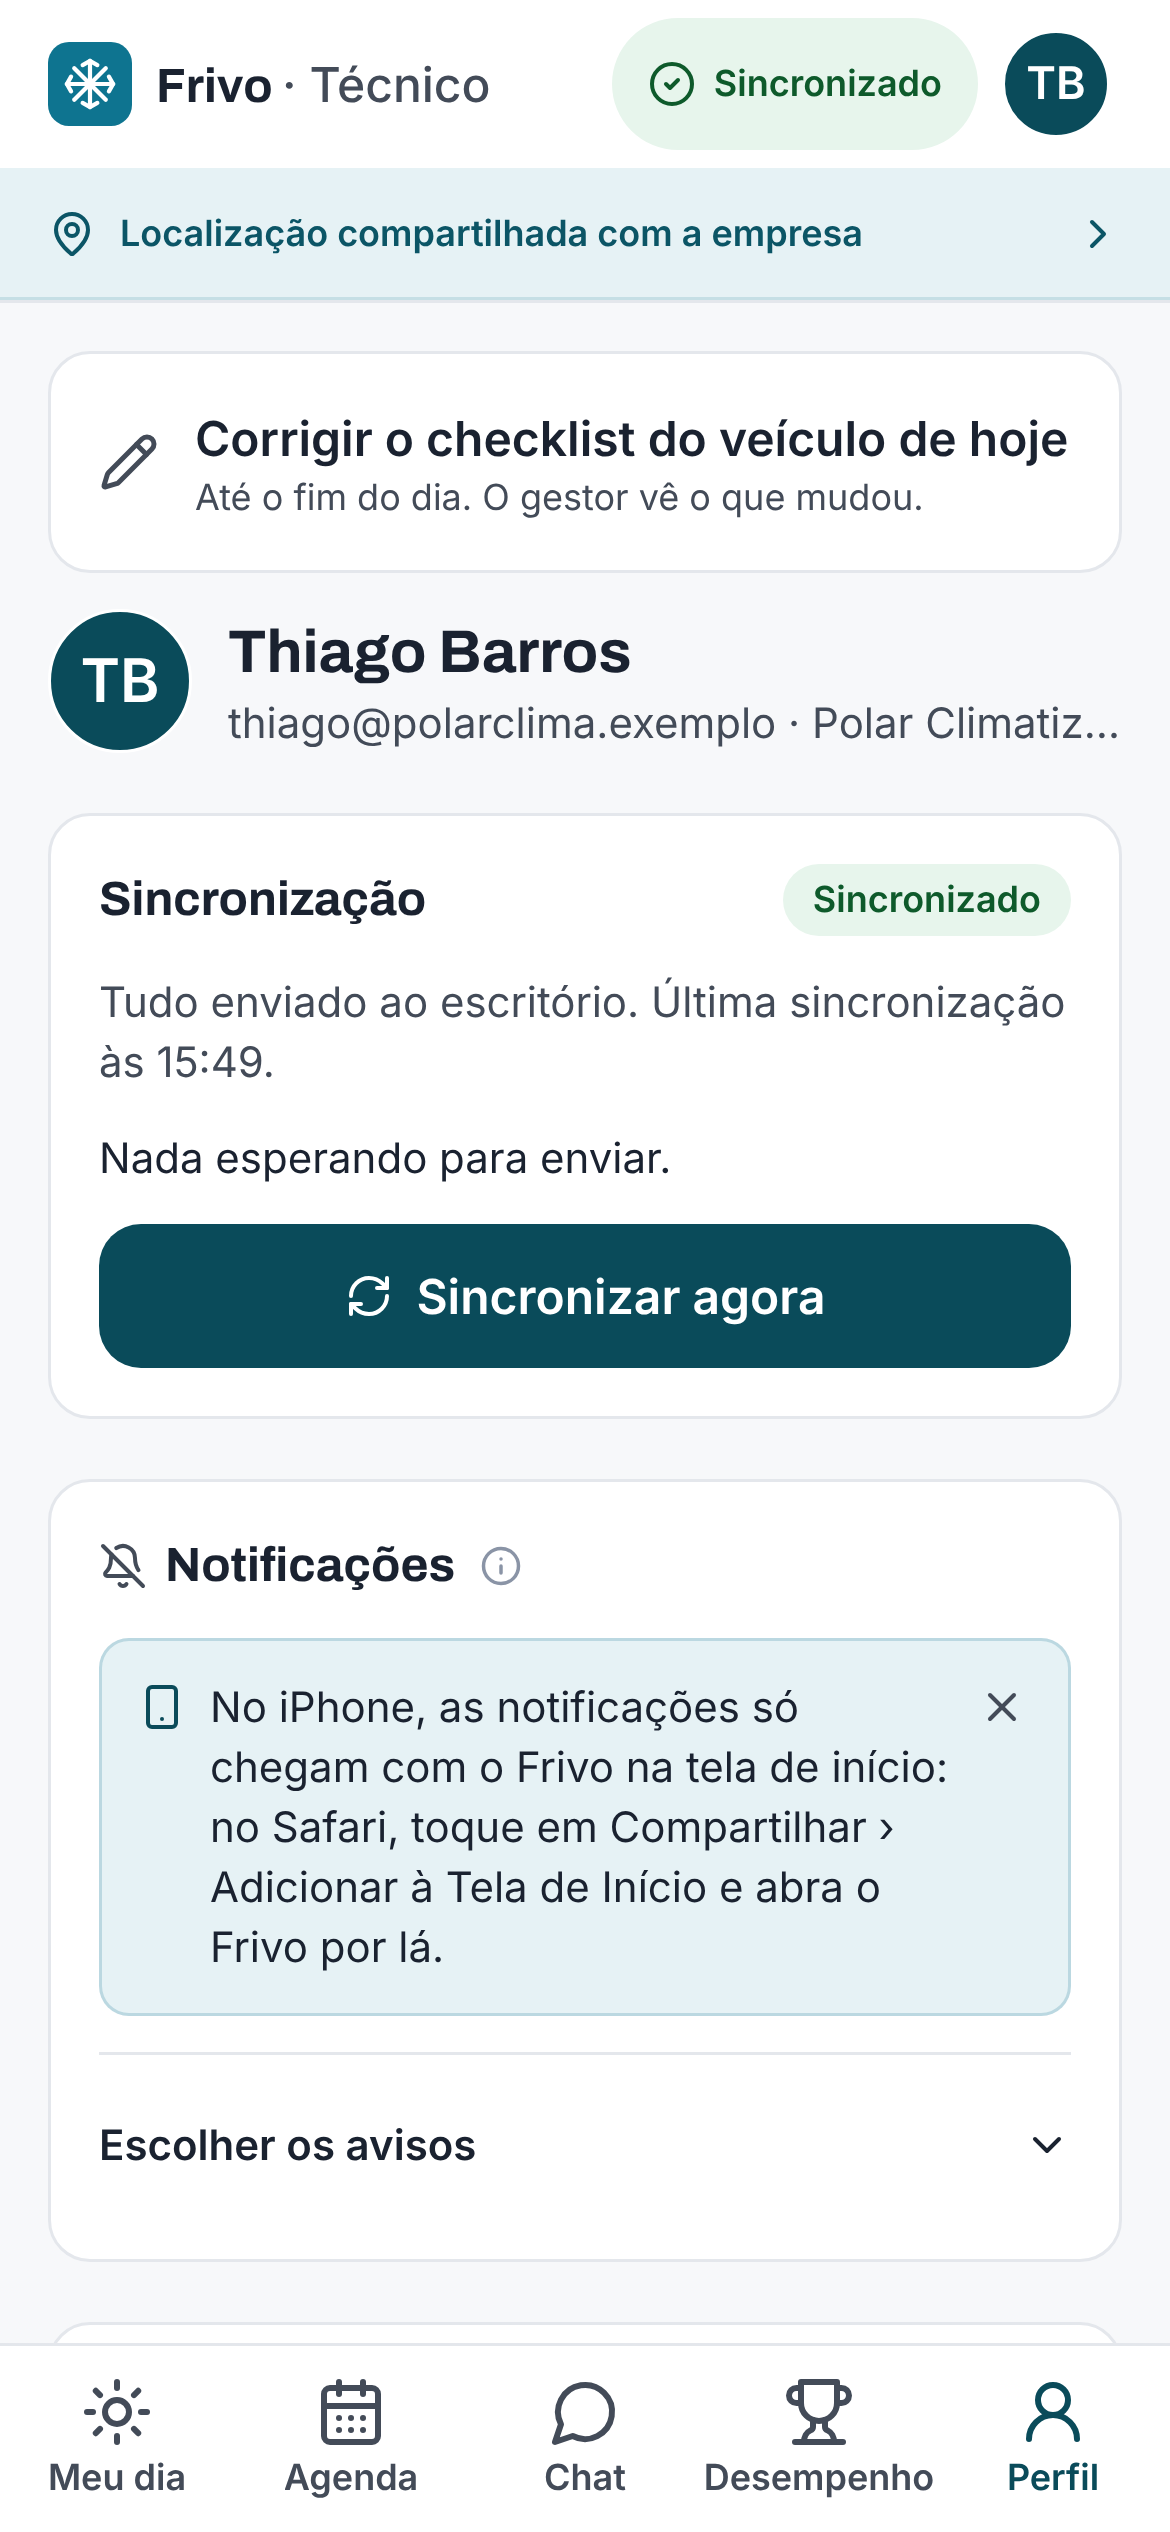 Frivo · Técnico
Sincronizado
TB
Localização compartilhada com a empresa
Corrigir o checklist do veículo de hoje
Até o fim do dia. O gestor vê o que mudou.
TB
Thiago Barros
thiago@polarclima.exemplo · Polar Climatiz...
Sincronização
Sincronizado
Tudo enviado ao escritório. Última sincronização
às 15:49.
Nada esperando para enviar.
Sincronizar agora
Notificações
No iPhone, as notificações só
chegam com o Frivo na tela de início:
no Safari, toque em Compartilhar ›
Adicionar à Tela de Início e abra o
Frivo por lá.
Escolher os avisos
Meu dia
Agenda
Chat
Desempenho
Perfil